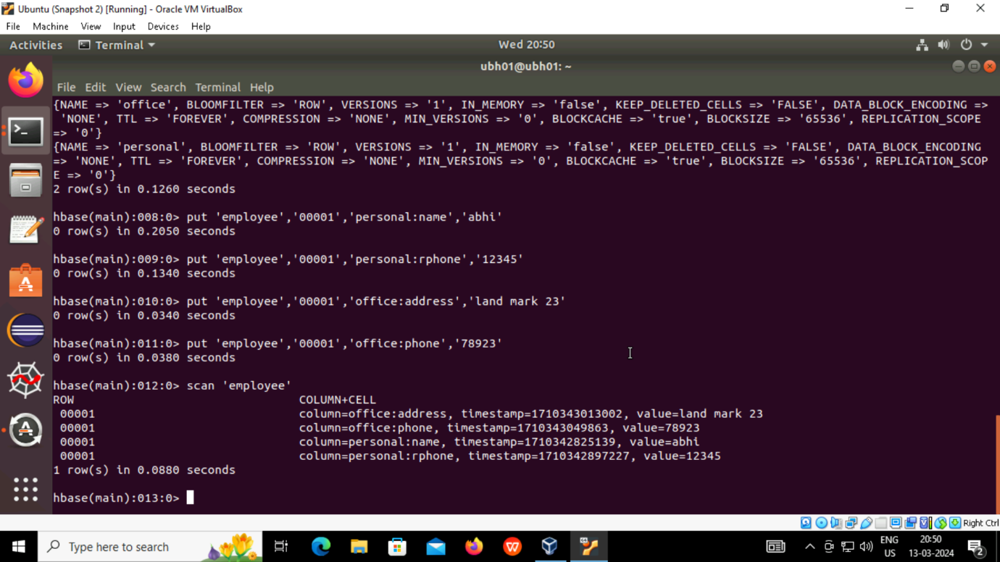 Ubuntu (Snapshot 2) [Running] - Oracle VM VirtualBox
File Machine View Input Devices Help
Activities Terminal Wed 20:50
ubh01@ubh01: ~
File Edit View Search Terminal Help
{NAME => 'office', BLOOMFILTER => 'ROW', VERSIONS => '1', IN_MEMORY => 'false', KEEP_DELETED_CELLS => 'FALSE', DATA_BLOCK_ENCODING =>
'NONE', TTL => 'FOREVER', COMPRESSION => 'NONE', MIN_VERSIONS => '0', BLOCKCACHE => 'true', BLOCKSIZE => '65536', REPLICATION_SCOPE
=> '0'}
{NAME => 'personal', BLOOMFILTER => 'ROW', VERSIONS => '1', IN_MEMORY => 'false', KEEP_DELETED_CELLS => 'FALSE', DATA_BLOCK_ENCODING
=> 'NONE', TTL => 'FOREVER', COMPRESSION => 'NONE', MIN_VERSIONS => '0', BLOCKCACHE => 'true', BLOCKSIZE => '65536', REPLICATION_SCOP
E => '0'}
2 row(s) in 0.1260 seconds
hbase(main):008:0> put 'employee','00001','personal:name','abhi'
0 row(s) in 0.2050 seconds
hbase(main):009:0> put 'employee','00001','personal:rphone','12345'
0 row(s) in 0.1340 seconds
hbase(main):010:0> put 'employee','00001','office:address','land mark 23'
0 row(s) in 0.0340 seconds
hbase(main):011:0> put 'employee','00001','office:phone','78923'
0 row(s) in 0.0380 seconds
hbase(main):012:0> scan 'employee'
ROW COLUMN+CELL
00001 column=office:address, timestamp=1710343013002, value=land mark 23
00001 column=office:phone, timestamp=1710343049863, value=78923
00001 column=personal:name, timestamp=1710342825139, value=abhi
00001 column=personal:rphone, timestamp=1710342897227, value=12345
1 row(s) in 0.0880 seconds
hbase(main):013:0>
Right Ctrl
Type here to search
ENG 20:50
US 13-03-2024 2